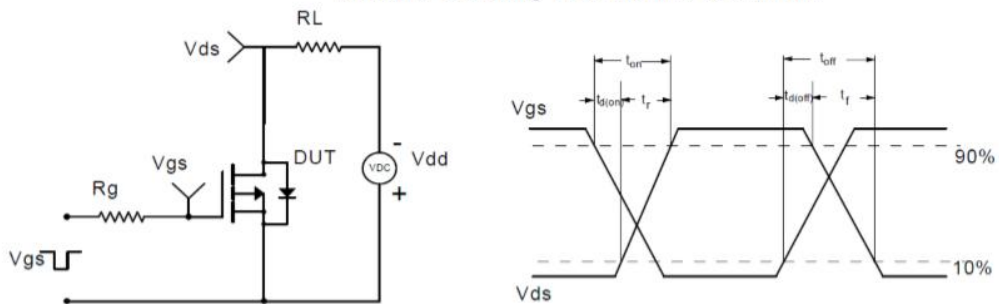 RL
Vds
DUT
VDC
-
+
Vdd
Vgs
Rg
Vgs
ton
toff
td(on)
tr
td(off)
tf
Vgs
90%
10%
Vds